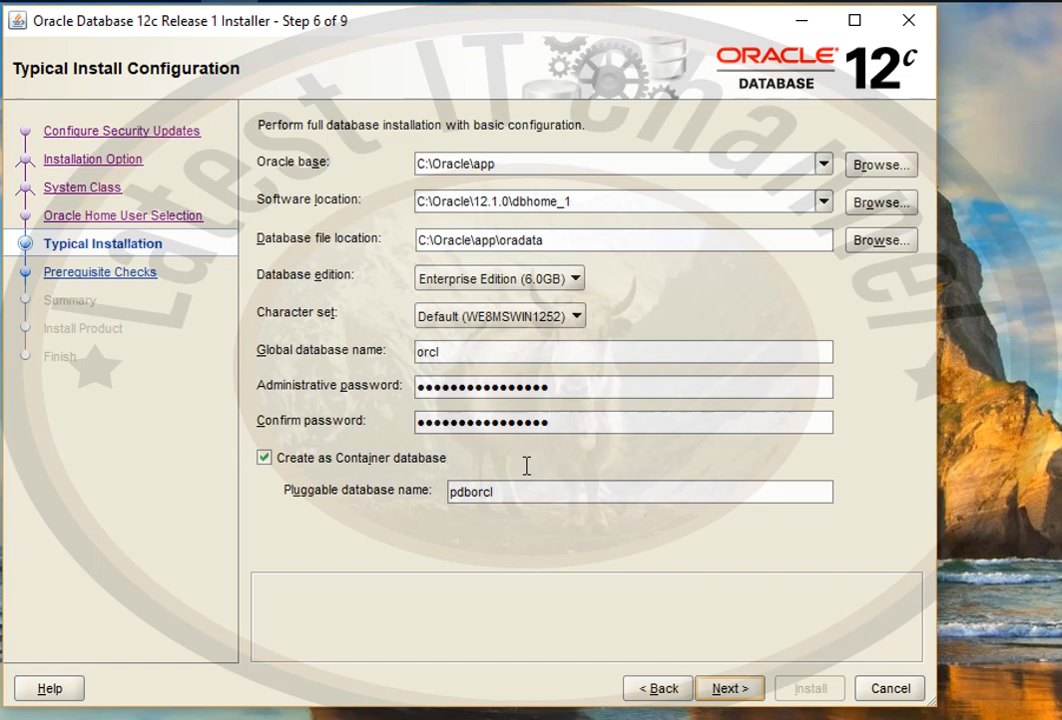 Oracle Database 12c Release 1 Installer - Step 6 of 9
Typical Install Configuration
ORACLE®
DATABASE
12c
Configure Security Updates
Installation Option
System Class
Oracle Home User Selection
Typical Installation
Prerequisite Checks
Summary
Install Product
Finish
Perform full database installation with basic configuration.
Oracle base: C:\Oracle\app Browse...
Software location: C:\Oracle\12.1.0\dbhome_1 Browse...
Database file location: C:\Oracle\app\oradata Browse...
Database edition: Enterprise Edition (6.0GB)
Character set: Default (WE8MSWIN1252)
Global database name: orcl
Administrative password: ●●●●●●●●●●●●●●●●
Confirm password: ●●●●●●●●●●●●●●●●
Create as Container database
Pluggable database name: pdborcl
Help < Back Next > Install Cancel
Latest IT channel